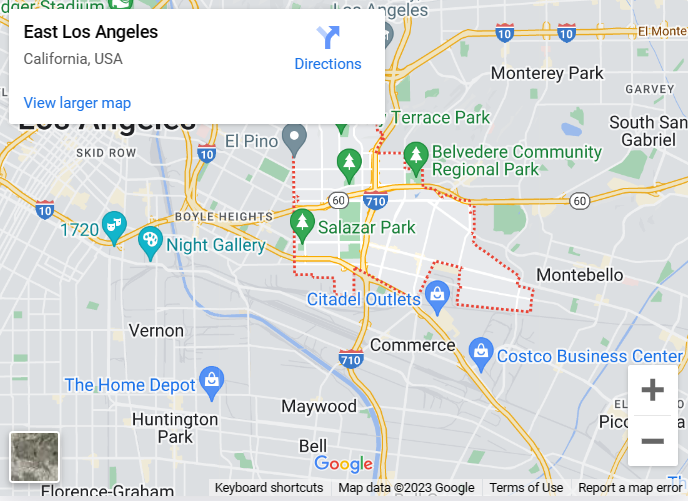 dger Stadium
East Los Angeles
California, USA
Directions
View larger map
Los Angeles
Los Angeles
10
10
El Monte
Monterey Park
GARVEY
South San
Gabriel
Terrace Park
El Pino
SKID ROW
10
Belvedere Community
Regional Park
60
710
60
10
BOYLE HEIGHTS
1720
Salazar Park
Night Gallery
Montebello
Citadel Outlets
Vernon
Commerce
710
Costco Business Center
The Home Depot
Maywood
Huntington
Park
Pico
Bell
Google
Florence-Graham
Keyboard shortcuts
Map data ©2023 Google
Terms of Use
Report a map error